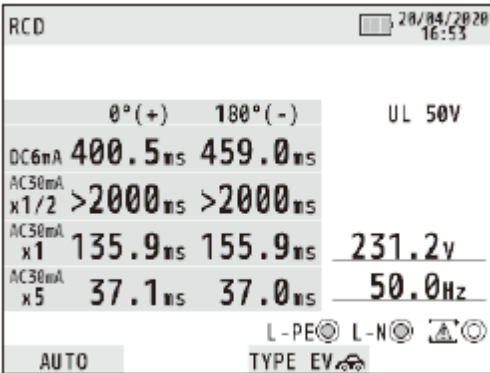 RCD 20/04/2020
16:53
0°(+) 180°(-) UL 50V
DC6mA 400.5ms 459.0ms
AC30mA
x1/2 >2000ms >2000ms
AC30mA
x1 135.9ms 155.9ms 231.2V
AC30mA
x5 37.1ms 37.0ms 50.0Hz
L-PE L-N
AUTO TYPE EV